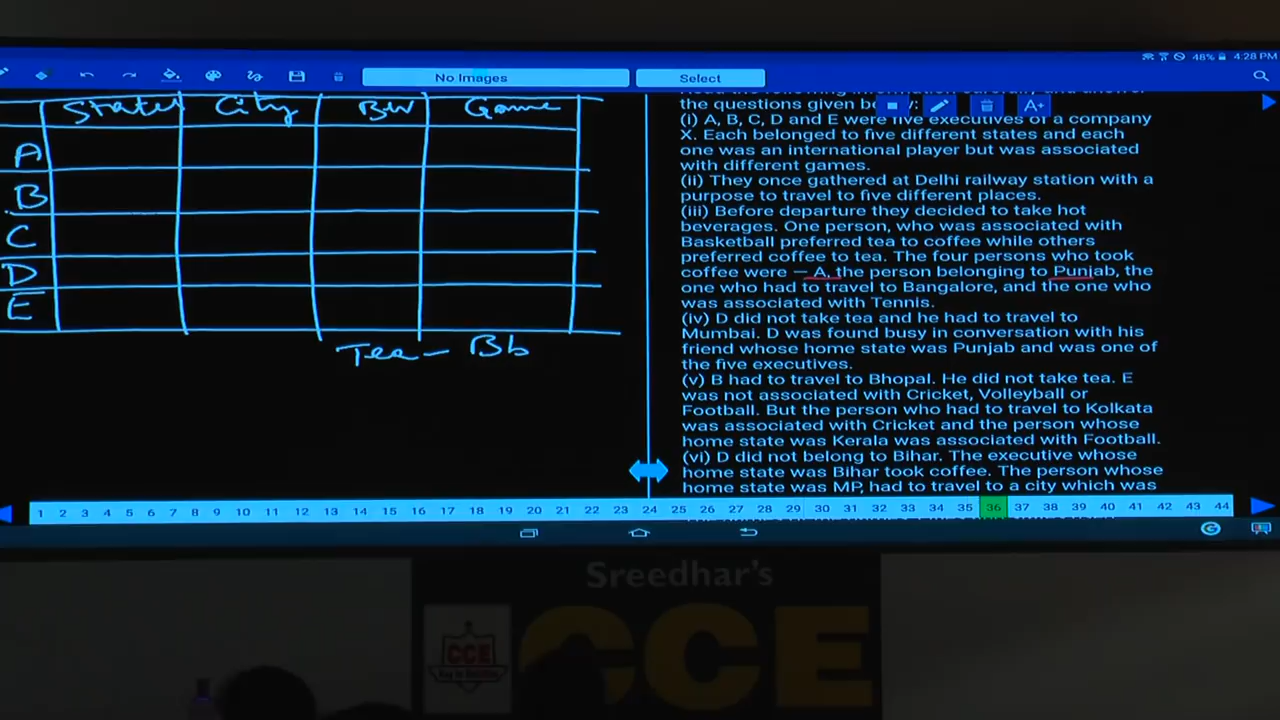 48% 4:28 PM
No Images
Select
State City BW Game
A
B
C
D
E
Tea - Bb
the questions given be :
(i) A, B, C, D and E were five executives of a company
X. Each belonged to five different states and each
one was an international player but was associated
with different games.
(ii) They once gathered at Delhi railway station with a
purpose to travel to five different places.
(iii) Before departure they decided to take hot
beverages. One person, who was associated with
Basketball preferred tea to coffee while others
preferred coffee to tea. The four persons who took
coffee were — A, the person belonging to Punjab, the
one who had to travel to Bangalore, and the one who
was associated with Tennis.
(iv) D did not take tea and he had to travel to
Mumbai. D was found busy in conversation with his
friend whose home state was Punjab and was one of
the five executives.
(v) B had to travel to Bhopal. He did not take tea. E
was not associated with Cricket, Volleyball or
Football. But the person who had to travel to Kolkata
was associated with Cricket and the person whose
home state was Kerala was associated with Football.
(vi) D did not belong to Bihar. The executive whose
home state was Bihar took coffee. The person whose
home state was MP, had to travel to a city which was
1 2 3 4 5 6 7 8 9 10 11 12 13 14 15 16 17 18 19 20 21 22 23 24 25 26 27 28 29 30 31 32 33 34 35 36 37 38 39 40 41 42 43 44
Sreedhar's
CCE
CCE